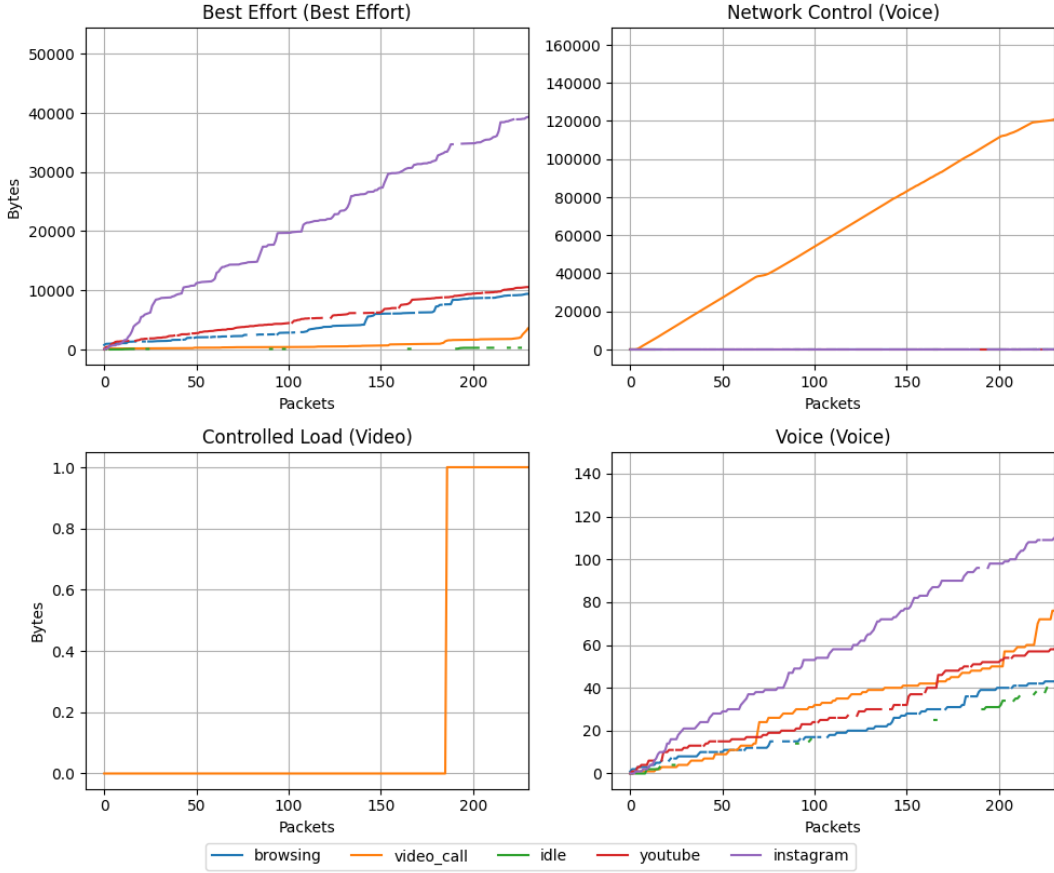 Best Effort (Best Effort)
Network Control (Voice)
50000
40000
30000
20000
10000
0
Bytes
0 50 100 150 200
Packets
160000
140000
120000
100000
80000
60000
40000
20000
0
0 50 100 150 200
Packets
Controlled Load (Video)
Voice (Voice)
1.0
0.8
0.6
0.4
0.2
0.0
Bytes
0 50 100 150 200
Packets
140
120
100
80
60
40
20
0
0 50 100 150 200
Packets
browsing video_call idle youtube instagram